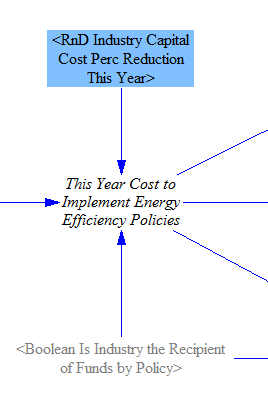 <RnD Industry Capital
Cost Perc Reduction
This Year>
This Year Cost to
Implement Energy
Efficiency Policies
<Boolean Is Industry the Recipient
of Funds by Policy>